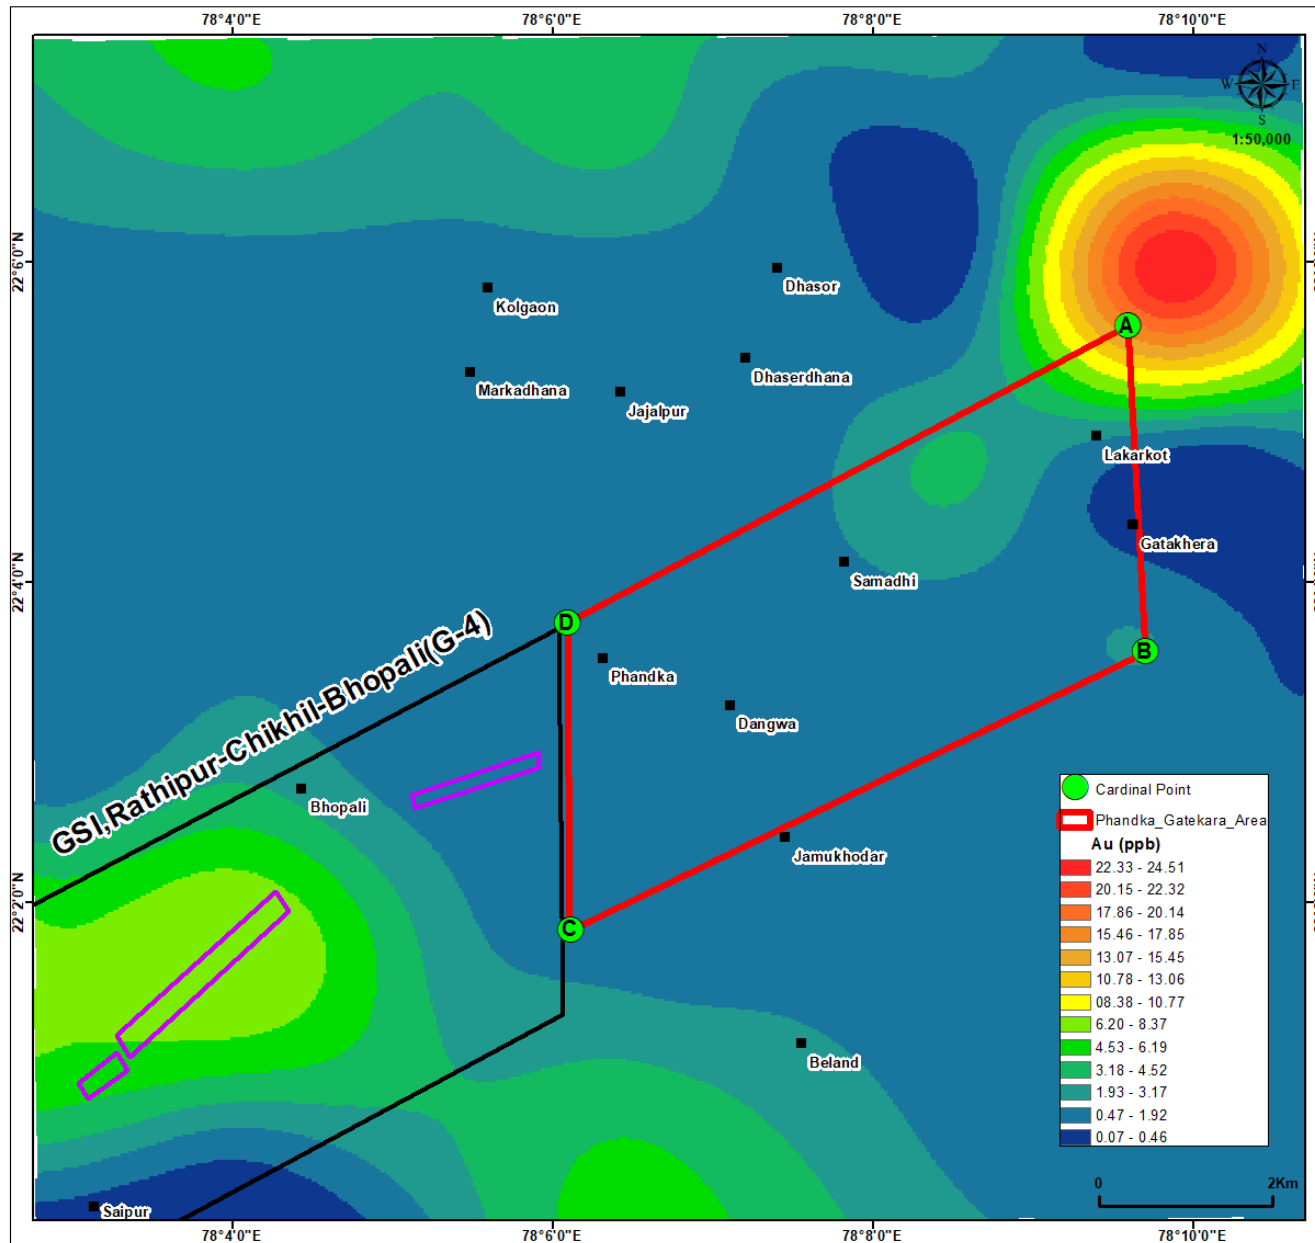 78°4'0"E 78°6'0"E 78°8'0"E 78°10'0"E
N
W E
S
1:50,000
22°6'0"N
Dhasor
Kolgaon
A
Dhaserdhana
Markadhana
Jajalpur
Lakarkot
Gatakhera
22°4'0"N
Samadhi
D
B
GSI,Rathipur-Chikhil-Bhopali(G-4)
Phandka
Dangwa
Bhopali
Jamukhodar
22°2'0"N
C
Beland
Saipur
Cardinal Point
Phandka_Gatekara_Area
Au (ppb)
22.33 - 24.51
20.15 - 22.32
17.86 - 20.14
15.46 - 17.85
13.07 - 15.45
10.78 - 13.06
08.38 - 10.77
6.20 - 8.37
4.53 - 6.19
3.18 - 4.52
1.93 - 3.17
0.47 - 1.92
0.07 - 0.46
0 2Km
78°4'0"E 78°6'0"E 78°8'0"E 78°10'0"E